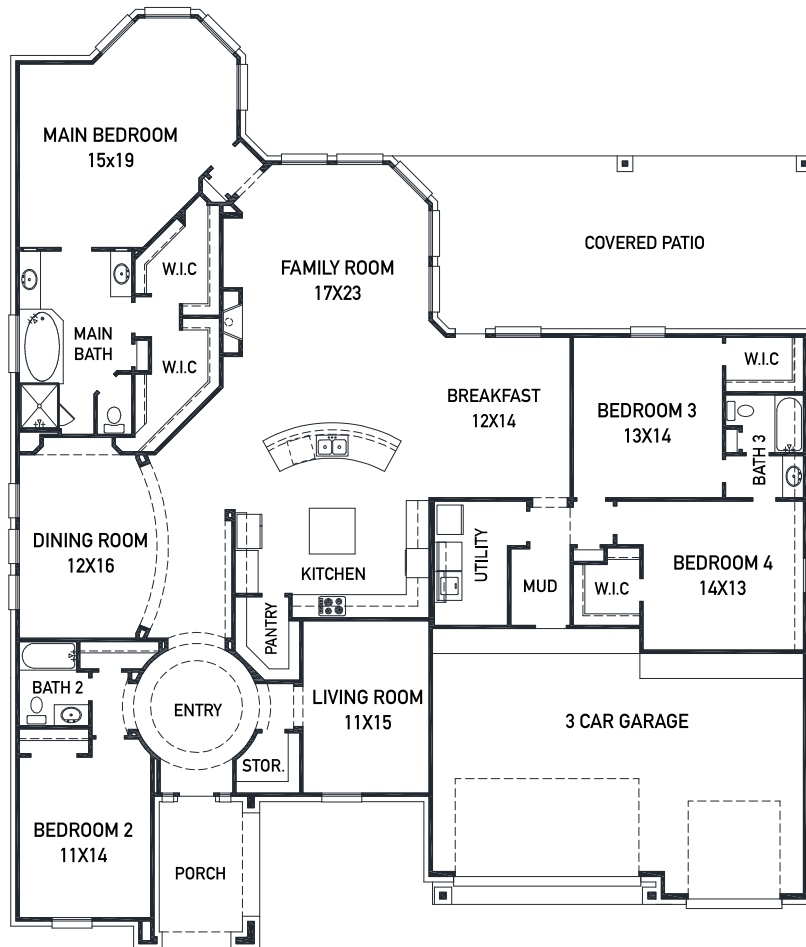 MAIN BEDROOM
15x19
COVERED PATIO
W.I.C
FAMILY ROOM
17X23
MAIN
BATH
W.I.C
W.I.C
BREAKFAST
12X14
BEDROOM 3
13X14
BATH 3
DINING ROOM
12X16
KITCHEN
UTILITY
MUD
W.I.C
BEDROOM 4
14X13
PANTRY
BATH 2
ENTRY
LIVING ROOM
11X15
3 CAR GARAGE
STOR.
BEDROOM 2
11X14
PORCH